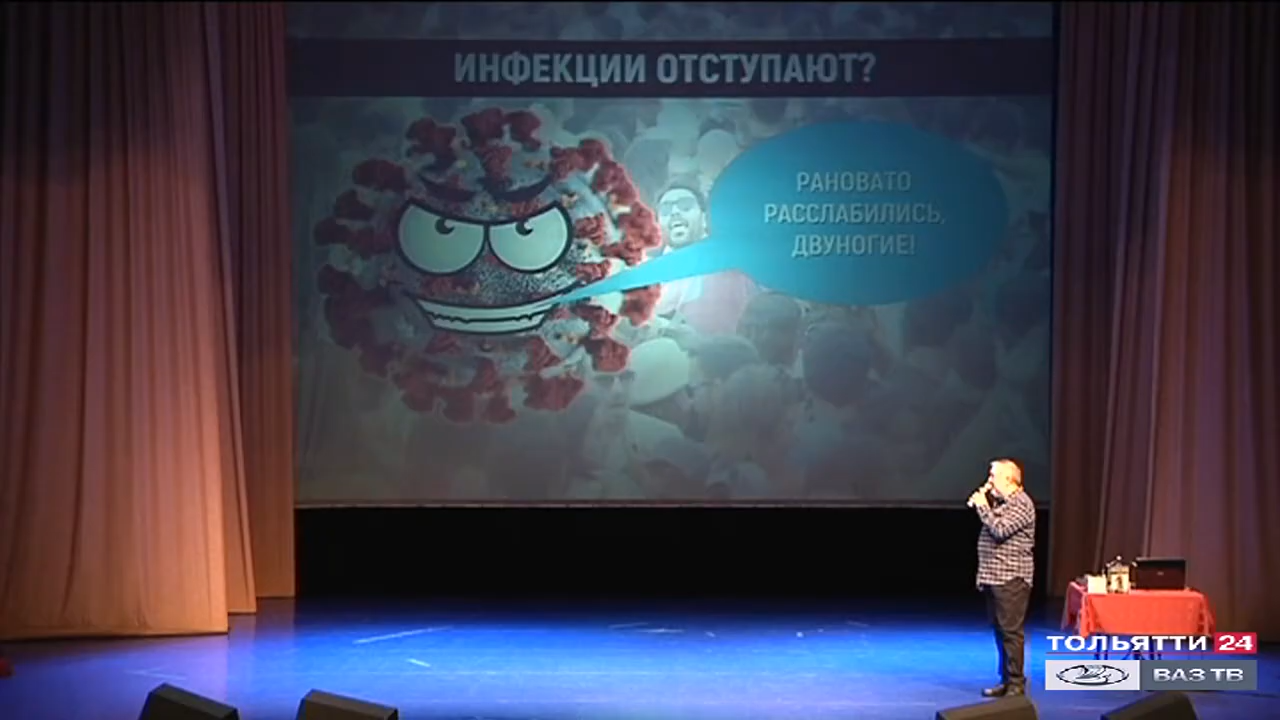 ИНФЕКЦИИ ОТСТУПАЮТ?
РАНОВАТО
РАССЛАБИЛИСЬ,
ДВУНОГИЕ!
ТОЛЬЯТТИ 24
ВАЗ ТВ